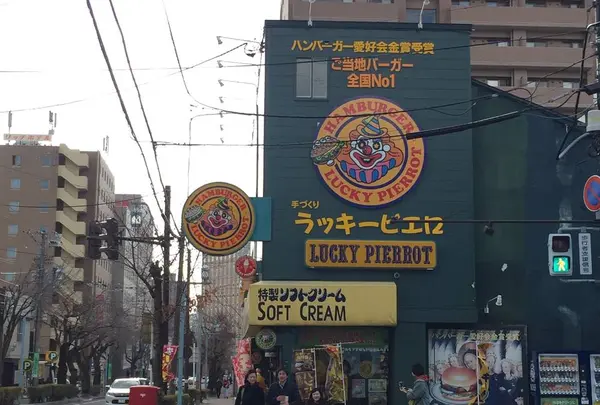 ハンバーガー愛好会金賞受賞
ご当地バーガー
全国No1
HAMBURGER
LUCKY PIERROT
手づくり
ラッキーピエロ
LUCKY PIERROT
HAMBURGER
LUCKY PIERROT
特製ソフトクリーム
SOFT CREAM